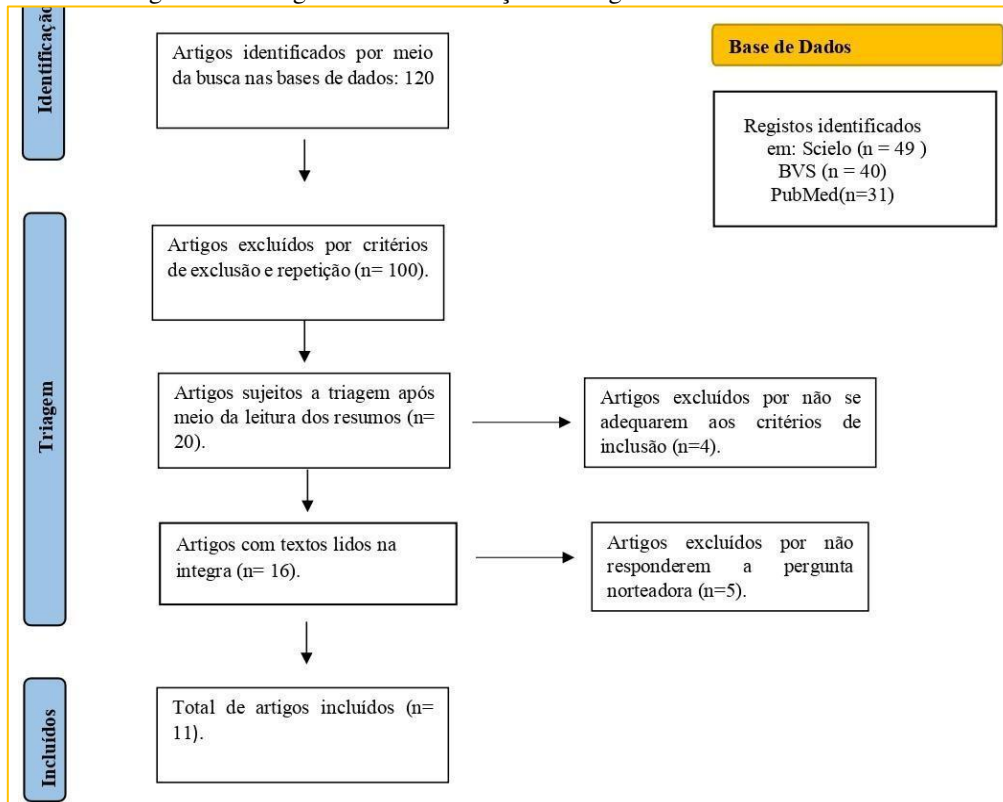 Identificação
Artigos identificados por meio
da busca nas bases de dados: 120
Base de Dados
Registos identificados
em: Scielo (n = 49 )
BVS (n = 40)
PubMed(n=31)
Triagem
Artigos excluídos por critérios
de exclusão e repetição (n= 100).
Artigos sujeitos a triagem após
meio da leitura dos resumos (n=
20).
Artigos excluídos por não se
adequarem aos critérios de
inclusão (n=4).
Artigos com textos lidos na
integra (n= 16).
Artigos excluídos por não
responderem a pergunta
norteadora (n=5).
Incluídos
Total de artigos incluídos (n=
11).